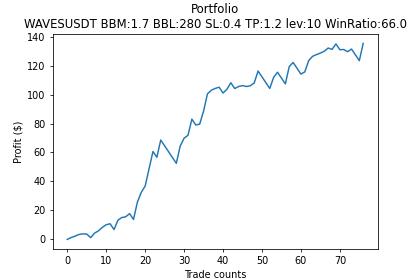 Portfolio
WAVESUSDT BBM:1.7 BBL:280 SL:0.4 TP:1.2 lev:10 WinRatio:66.0
140
120
100
80
60
40
20
0
Profit ($)
0 10 20 30 40 50 60 70
Trade counts